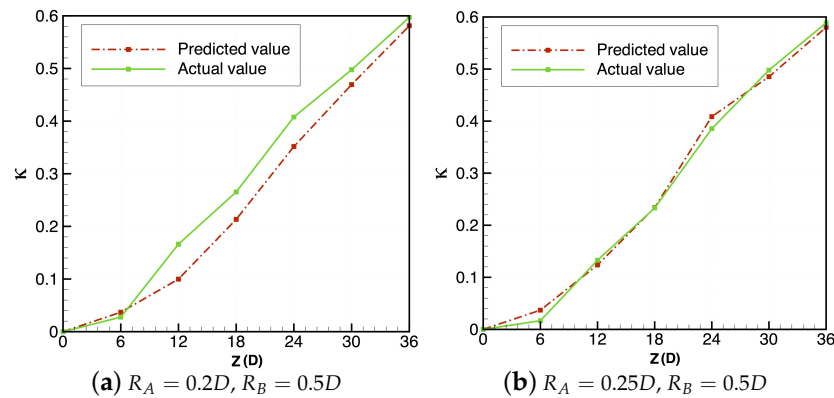 0.6
0.5
0.4
0.3
0.2
0.1
0
κ
Predicted value
Actual value
0 6 12 18 24 30 36
Z (D)
(a) R_A = 0.2D, R_B = 0.5D
0.6
0.5
0.4
0.3
0.2
0.1
0
κ
Predicted value
Actual value
0 6 12 18 24 30 36
Z (D)
(b) R_A = 0.25D, R_B = 0.5D